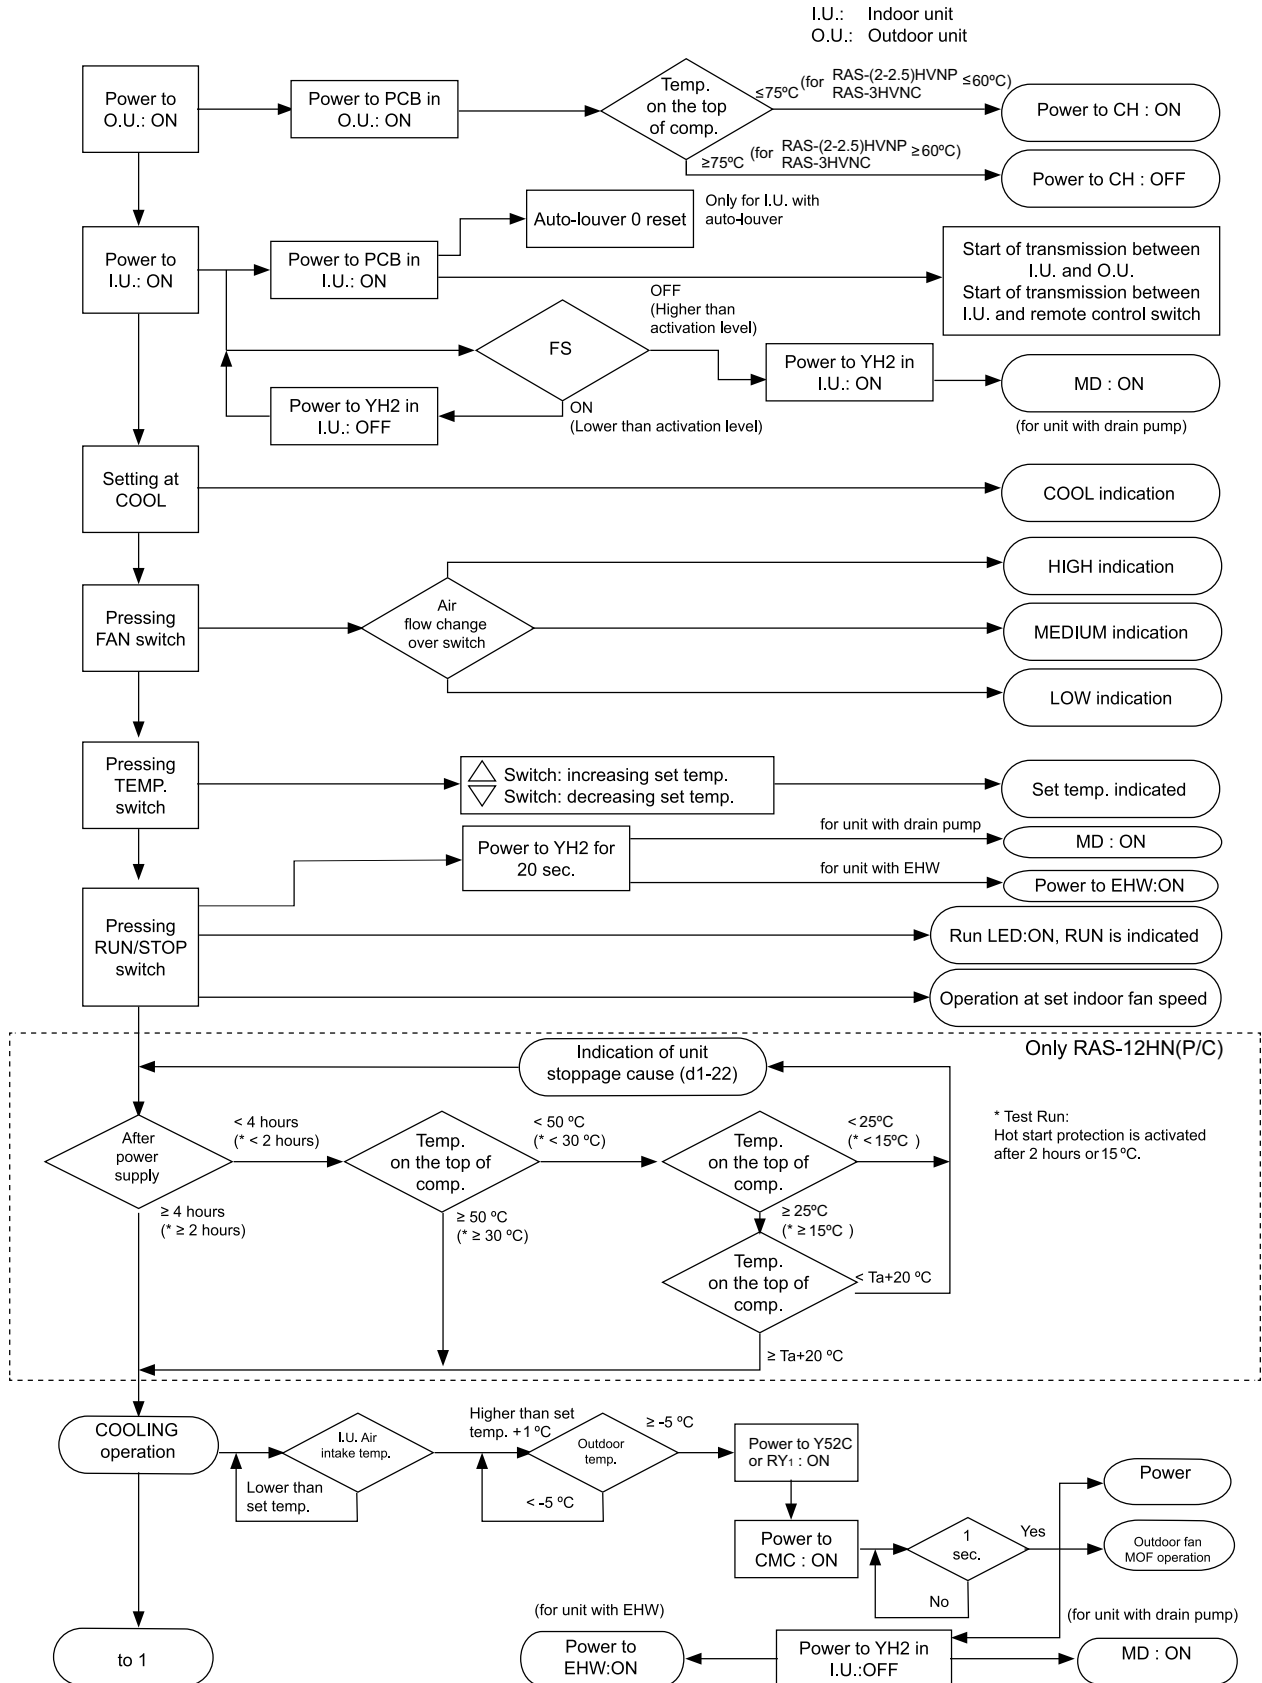 I.U.: Indoor unit
O.U.: Outdoor unit
Power to
O.U.: ON
Power to PCB in
O.U.: ON
Temp.
on the top
of comp.
≤75ºC (for RAS-(2-2.5)HVNP ≤60ºC)
RAS-3HVNC
Power to CH : ON
≥75ºC (for RAS-(2-2.5)HVNP ≥60ºC)
RAS-3HVNC
Power to CH : OFF
Auto-louver 0 reset
Only for I.U. with
auto-louver
Power to
I.U.: ON
Power to PCB in
I.U.: ON
Start of transmission between
I.U. and O.U.
Start of transmission between
I.U. and remote control switch
OFF
(Higher than
activation level)
FS
Power to YH2 in
I.U.: ON
MD : ON
(for unit with drain pump)
Power to YH2 in
I.U.: OFF
ON
(Lower than activation level)
Setting at
COOL
COOL indication
HIGH indication
Pressing
FAN switch
Air
flow change
over switch
MEDIUM indication
LOW indication
Pressing
TEMP.
switch
△ Switch: increasing set temp.
▽ Switch: decreasing set temp.
Set temp. indicated
Power to YH2 for
20 sec.
for unit with drain pump
MD : ON
for unit with EHW
Power to EHW:ON
Pressing
RUN/STOP
switch
Run LED:ON, RUN is indicated
Operation at set indoor fan speed
Only RAS-12HN(P/C)
Indication of unit
stoppage cause (d1-22)
After
power
supply
< 4 hours
(* < 2 hours)
≥ 4 hours
(* ≥ 2 hours)
Temp.
on the top of
comp.
< 50 ºC
(* < 30 ºC)
≥ 50 ºC
(* ≥ 30 ºC)
Temp.
on the top of
comp.
< 25ºC
(* < 15ºC )
≥ 25ºC
(* ≥ 15ºC )
* Test Run:
Hot start protection is activated
after 2 hours or 15 ºC.
Temp.
on the top of
comp.
< Ta+20 ºC
≥ Ta+20 ºC
COOLING
operation
I.U. Air
intake temp.
Lower than
set temp.
Higher than set
temp. +1 ºC
Outdoor
temp.
≥ -5 ºC
< -5 ºC
Power to Y52C
or RY1 : ON
Power to
CMC : ON
1
sec.
Yes
No
Power
Outdoor fan
MOF operation
to 1
(for unit with EHW)
Power to
EHW:ON
Power to YH2 in
I.U.:OFF
(for unit with drain pump)
MD : ON